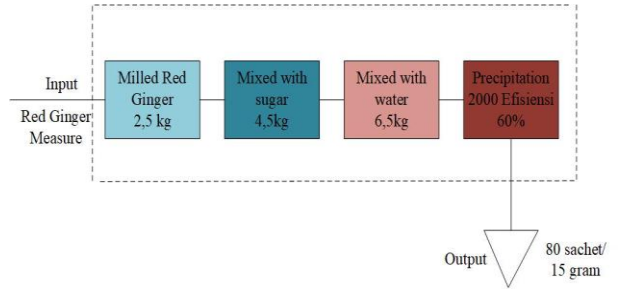 Input
Red Ginger
Measure
Milled Red
Ginger
2,5 kg
Mixed with
sugar
4,5kg
Mixed with
water
6,5kg
Precipitation
2000 Efisiensi
60%
Output
80 sachet/
15 gram